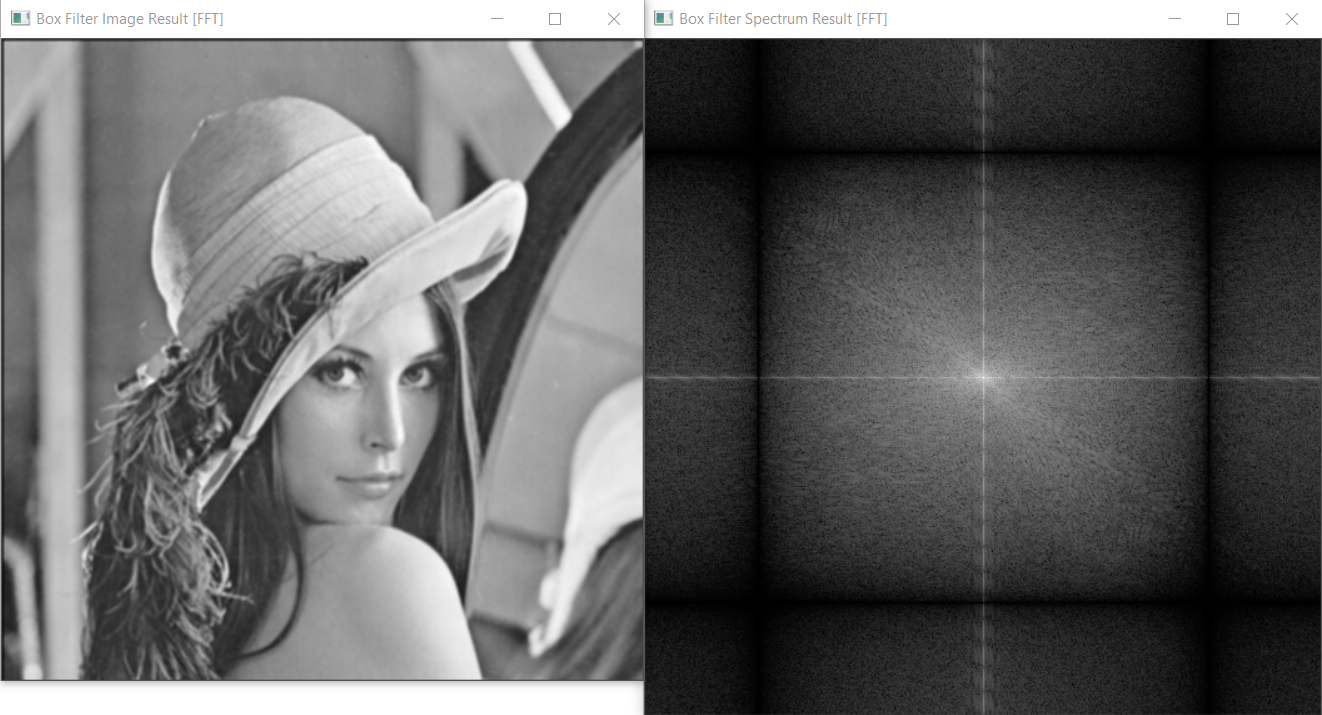 Box Filter Image Result [FFT]
Box Filter Spectrum Result [FFT]